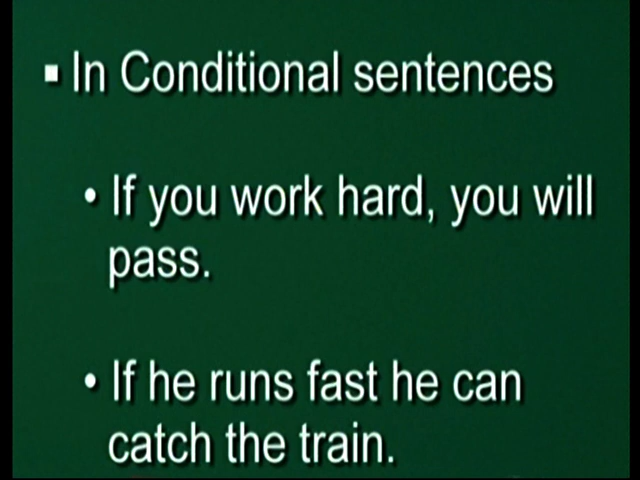 ▪ In Conditional sentences
• If you work hard, you will
pass.
• If he runs fast he can
catch the train.